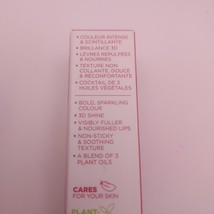 • COULEUR INTENSE
& SCINTILLANTE
• BRILLANCE 3D
• LÈVRES REPULPÉES
& NOURRIES
• TEXTURE NON
COLLANTE, DOUCE
& RÉCONFORTANTE
• COCKTAIL DE 3
HUILES VÉGÉTALES
• BOLD, SPARKLING
COLOUR
• 3D SHINE
• VISIBLY FULLER
& NOURISHED LIPS
• NON-STICKY
& SOOTHING
TEXTURE
• A BLEND OF 3
PLANT OILS
CARES
FOR YOUR SKIN
PLANT